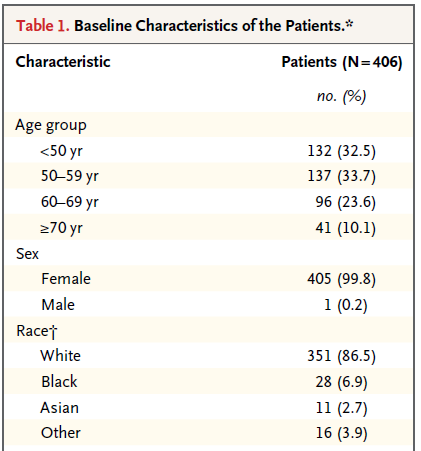 Table 1. Baseline Characteristics of the Patients.*
Characteristic Patients (N=406)
no. (%)
Age group
<50 yr 132 (32.5)
50–59 yr 137 (33.7)
60–69 yr 96 (23.6)
≥70 yr 41 (10.1)
Sex
Female 405 (99.8)
Male 1 (0.2)
Race†
White 351 (86.5)
Black 28 (6.9)
Asian 11 (2.7)
Other 16 (3.9)